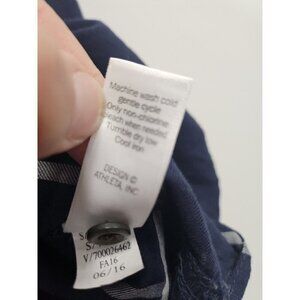 Machine wash cold
gentle cycle
Only non-chlorine
bleach when needed
Tumble dry low
Cool iron
DESIGN ©
ATHLETA, INC.
V/700026462
FA16
06/16